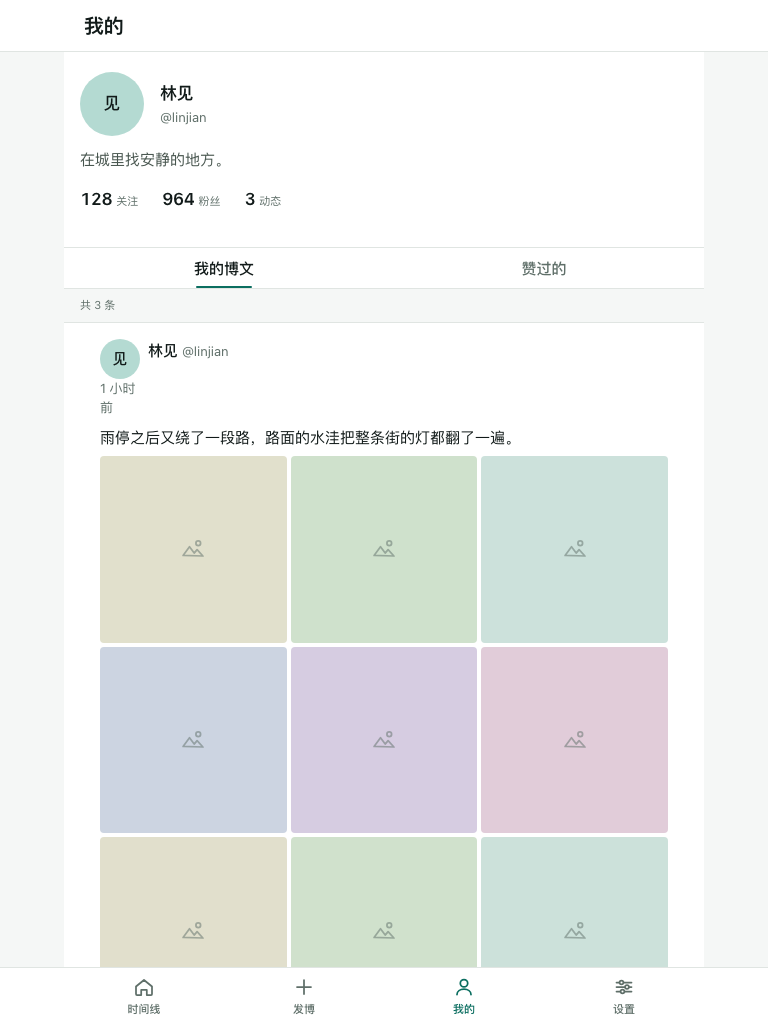 我的
见
林见
@linjian
在城里找安静的地方。
128 关注 964 粉丝 3 动态
我的博文 赞过的
共 3 条
见
林见 @linjian
1 小时
前
雨停之后又绕了一段路，路面的水洼把整条街的灯都翻了一遍。
时间线 发博 我的 设置